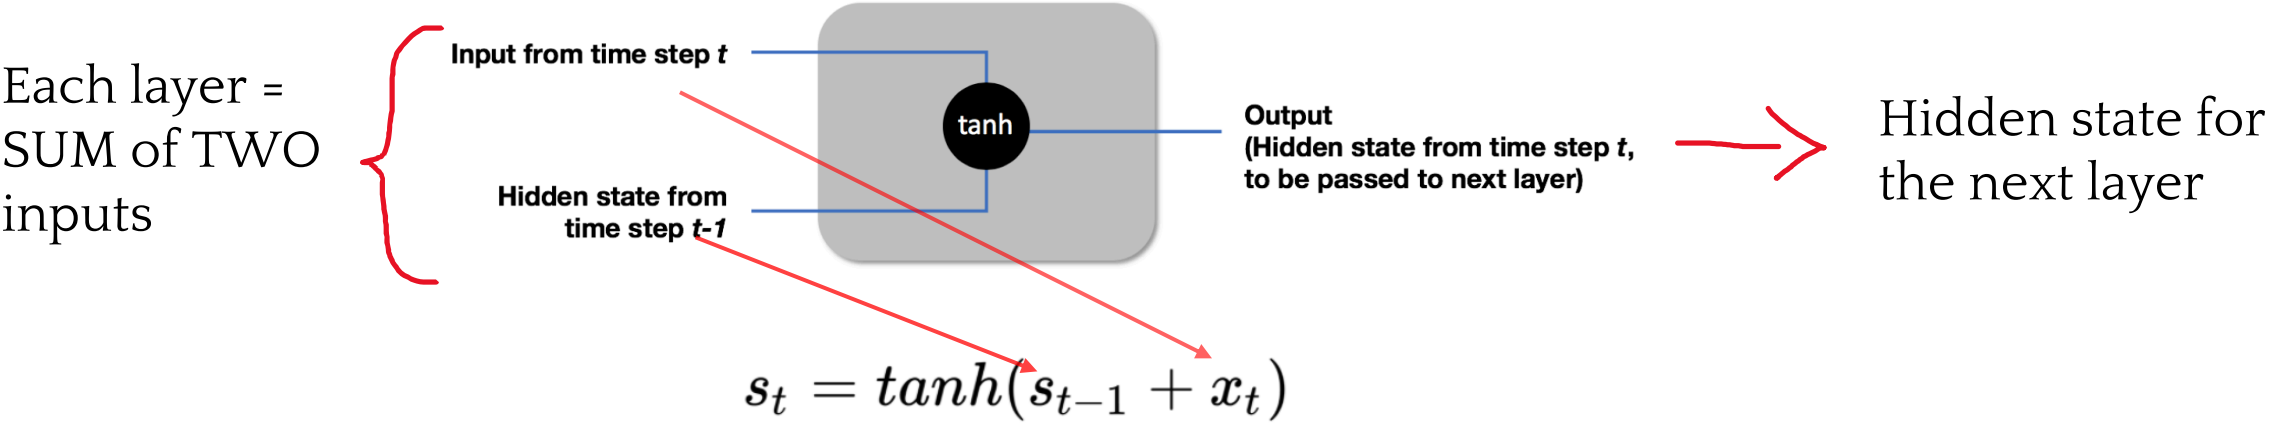 Each layer =
SUM of TWO
inputs
Input from time step t
Hidden state from
time step t-1
tanh
Output
(Hidden state from time step t,
to be passed to next layer)
Hidden state for
the next layer
s_t = tanh(s_{t-1} + x_t)